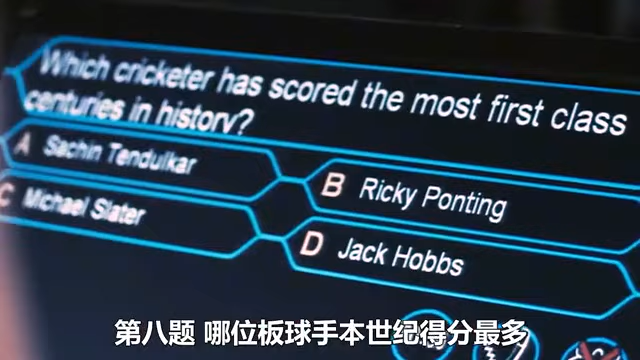 Which cricketer has scored the most first class
centuries in history?
A Sachin Tendulkar
B Ricky Ponting
C Michael Slater
D Jack Hobbs
第八题 哪位板球手本世纪得分最多